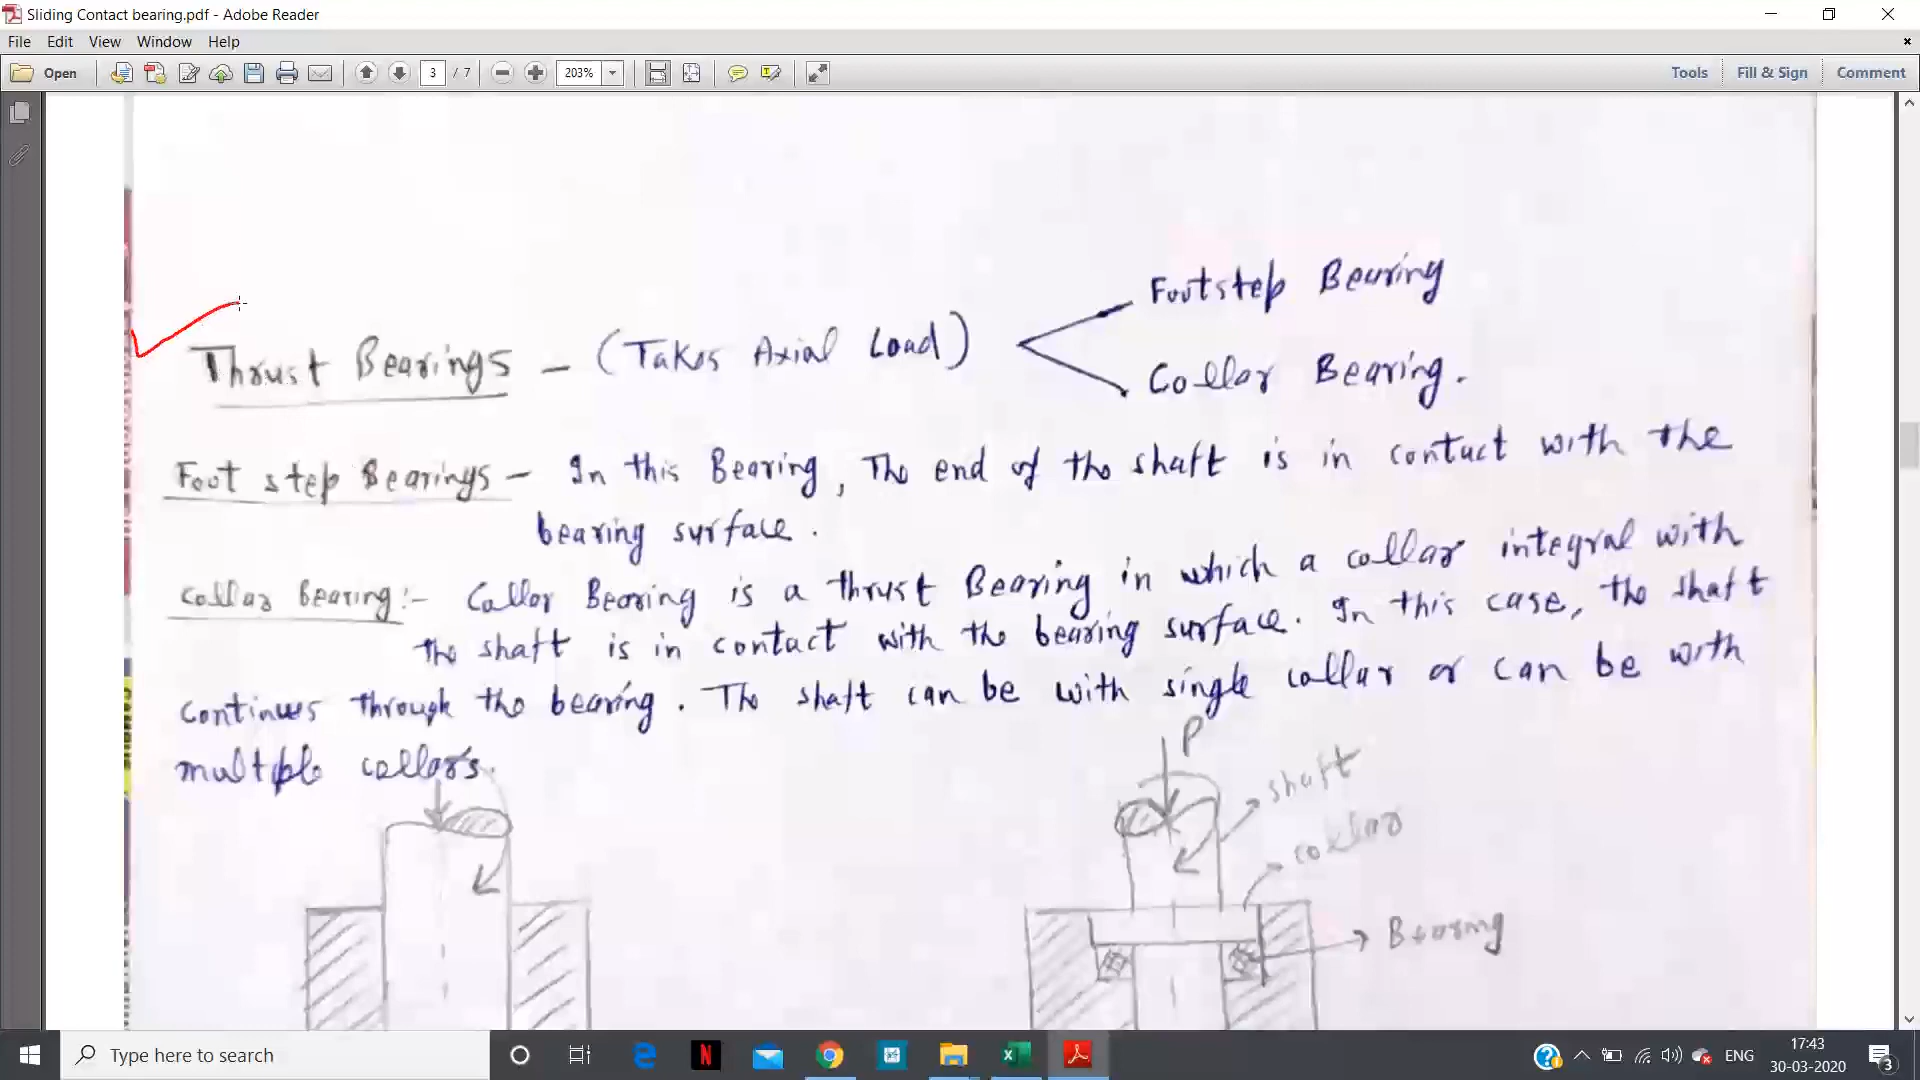 Sliding Contact bearing.pdf - Adobe Reader
File Edit View Window Help
Open 3 / 7 203% Tools Fill & Sign Comment
Footstep Bearing
Thrust Bearings - (Takes Axial Load)
Collar Bearing.
Foot step Bearings - In this Bearing, The end of the shaft is in contact with the
bearing surface.
Collar bearing:- Collar Bearing is a thrust Bearing in which a collar integral with
the shaft is in contact with the bearing surface. In this case, the shaft
continues through the bearing. The shaft can be with single collar or can be with
multiple collars.
P
shaft
collar
Bearing
Type here to search
ENG
17:43
30-03-2020
3